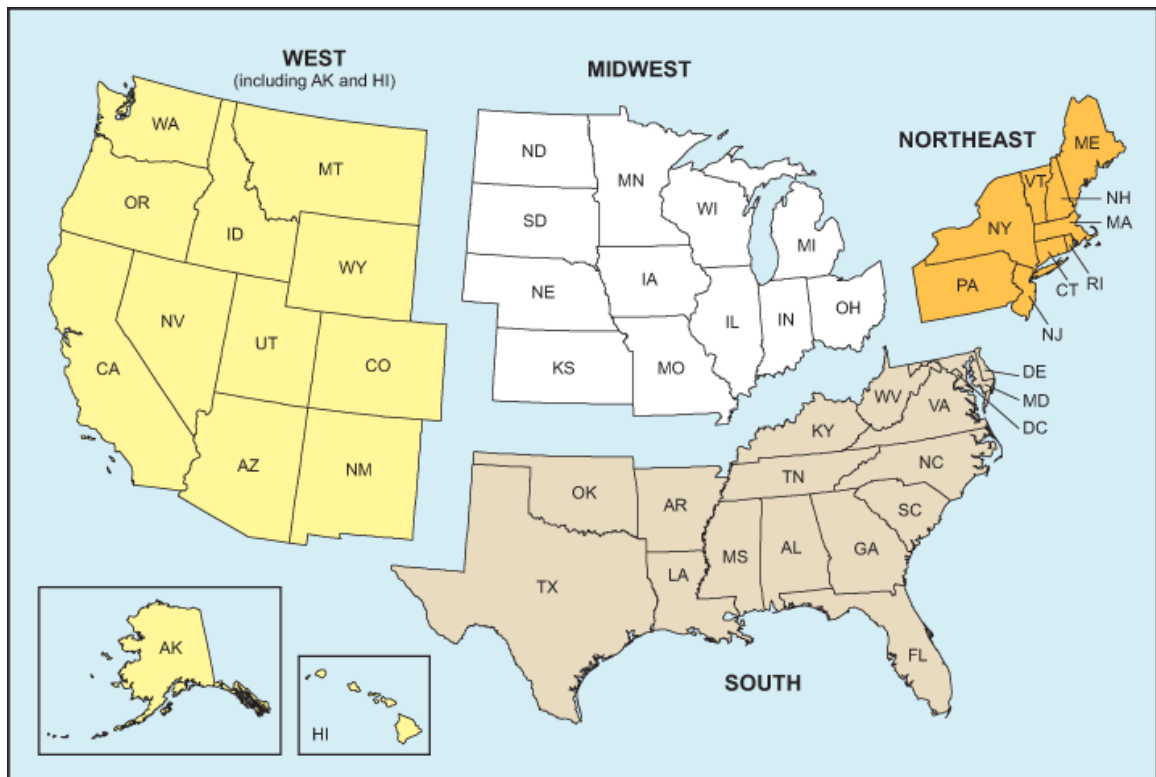 WEST
(including AK and HI)
MIDWEST
NORTHEAST
WA
MT
OR
ID
WY
NV
UT
CA
CO
AZ
NM
ND
MN
SD
WI
MI
NE
IA
IL
IN
OH
KS
MO
ME
VT
NH
NY
MA
PA
CT
RI
NJ
DE
MD
DC
WV
VA
KY
NC
TN
OK
AR
SC
MS
AL
GA
LA
TX
FL
SOUTH
AK
HI